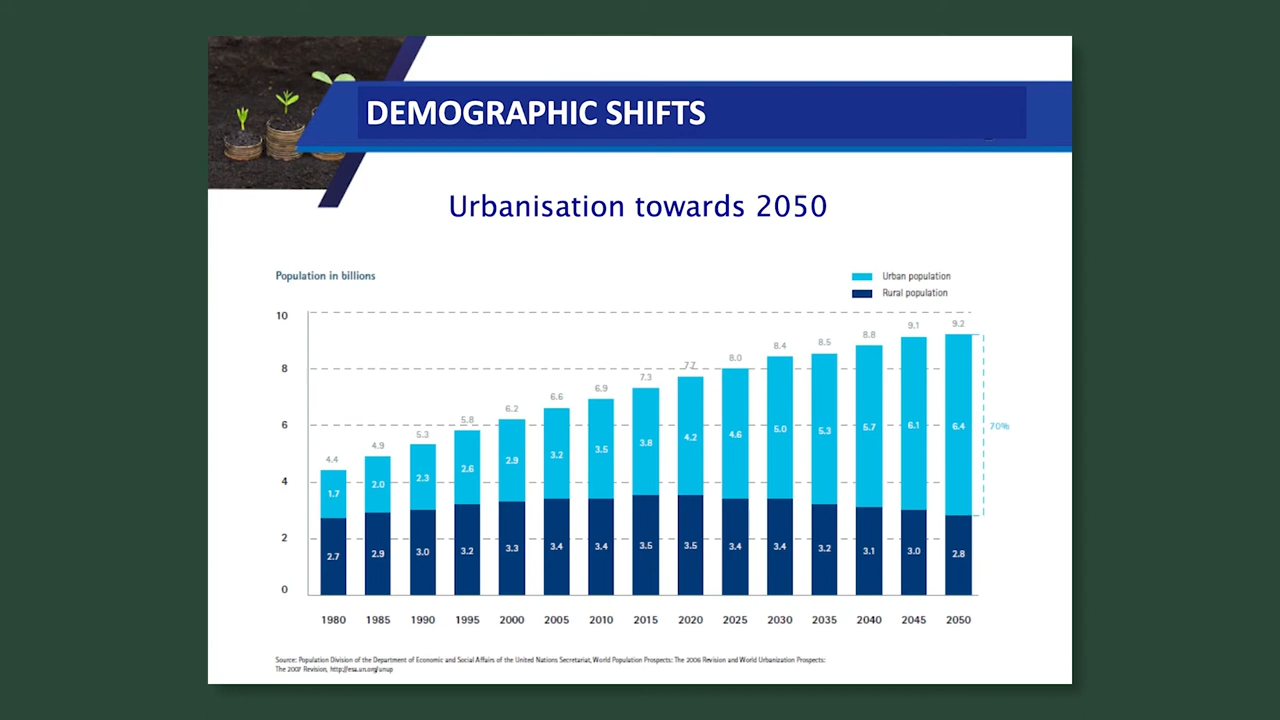 DEMOGRAPHIC SHIFTS
Urbanisation towards 2050
Population in billions
Urban population
Rural population
10
8
6
4
2
0
4.4 4.9 5.3 5.8 6.2 6.6 6.9 7.3 7.7 8.0 8.4 8.5 8.8 9.1 9.2
1.7 2.0 2.3 2.6 2.9 3.2 3.5 3.8 4.2 4.6 5.0 5.3 5.7 6.1 6.4 70%
2.7 2.9 3.0 3.2 3.3 3.4 3.4 3.5 3.5 3.4 3.4 3.2 3.1 3.0 2.8
1980 1985 1990 1995 2000 2005 2010 2015 2020 2025 2030 2035 2040 2045 2050
Source: Population Division of the Department of Economic and Social Affairs of the United Nations Secretariat, World Population Prospects: The 2006 Revision and World Urbanization Prospects:
The 2007 Revision, http://esa.un.org/unup